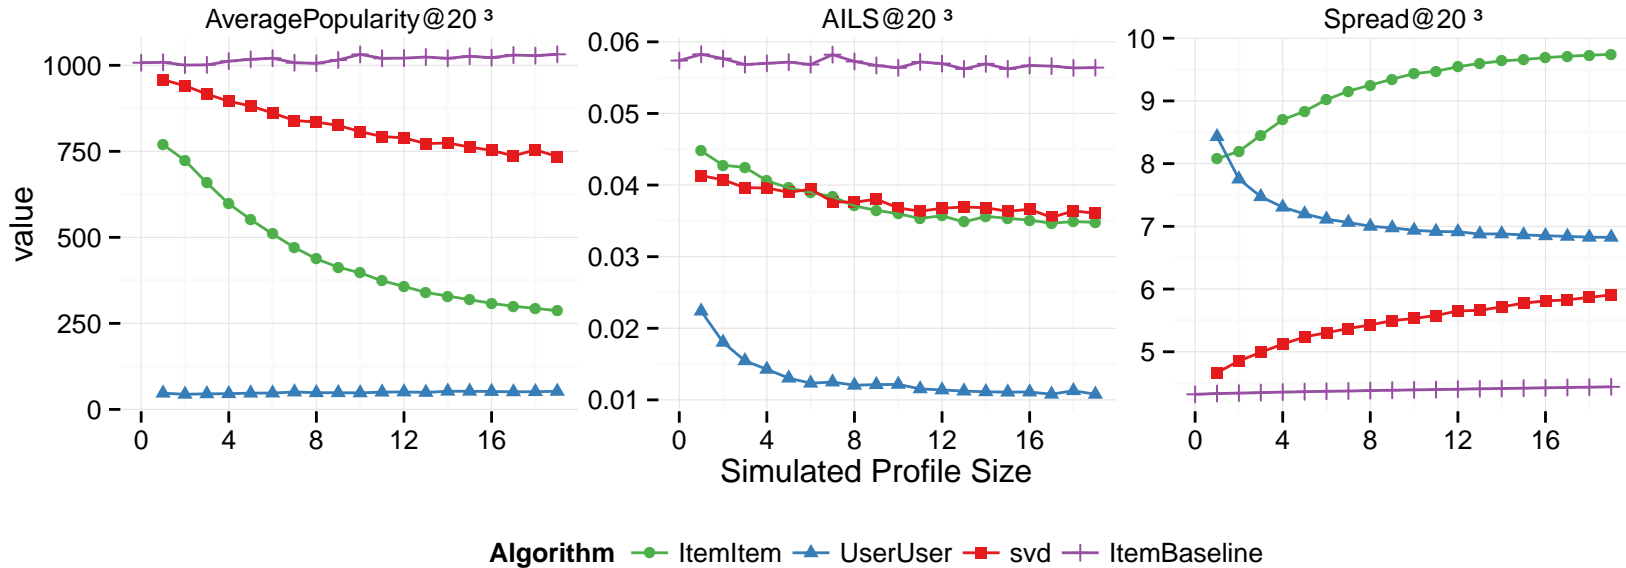 AveragePopularity@20 ³ AILS@20 ³ Spread@20 ³
value
1000
750
500
250
0
0 4 8 12 16
0.06
0.05
0.04
0.03
0.02
0.01
0 4 8 12 16
10
9
8
7
6
5
0 4 8 12 16
Simulated Profile Size
Algorithm ItemItem UserUser svd ItemBaseline